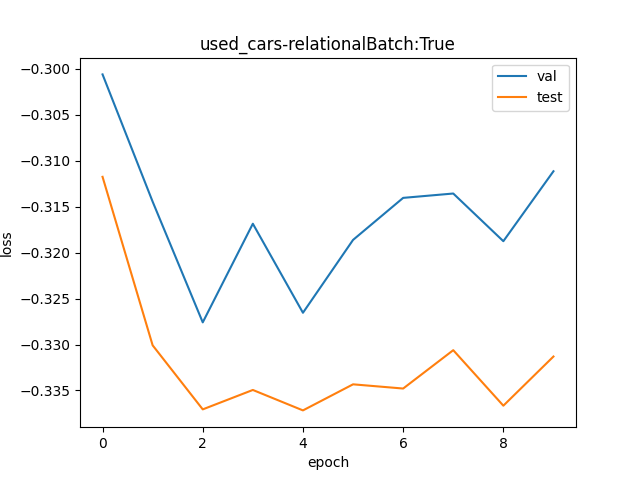 used_cars-relationalBatch:True
val
test
loss
−0.300
−0.305
−0.310
−0.315
−0.320
−0.325
−0.330
−0.335
0 2 4 6 8
epoch